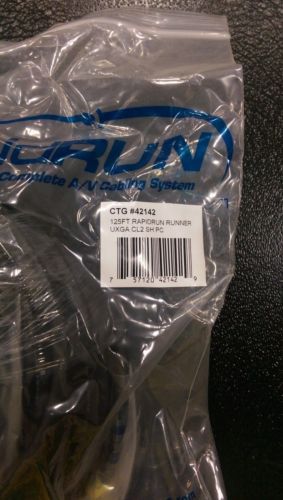 IDRUN
Complete A/V Cabling System
CTG #42142
125FT RAPIDRUN RUNNER
UXGA CL2 SH PC
7 57120 42142 9